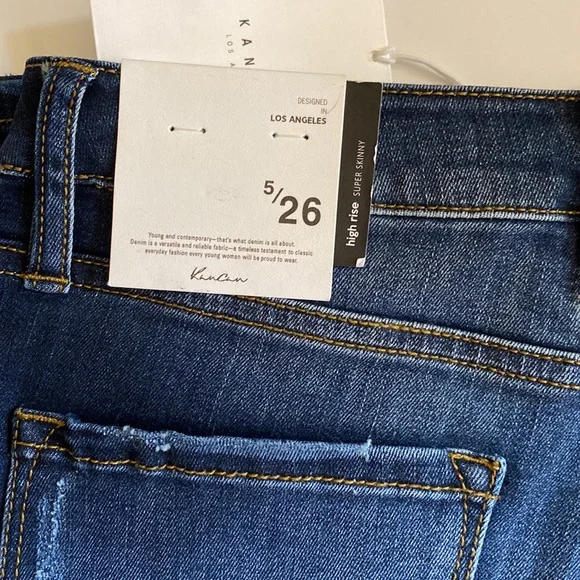 KAN
LOS A
DESIGNED
IN
LOS ANGELES
5/26
Young and contemporary—that's what denim is all about.
Denim is a versatile and reliable fabric—a timeless testament to classic
everyday fashion every young woman will be proud to wear.
KanCan
high rise SUPER SKINNY